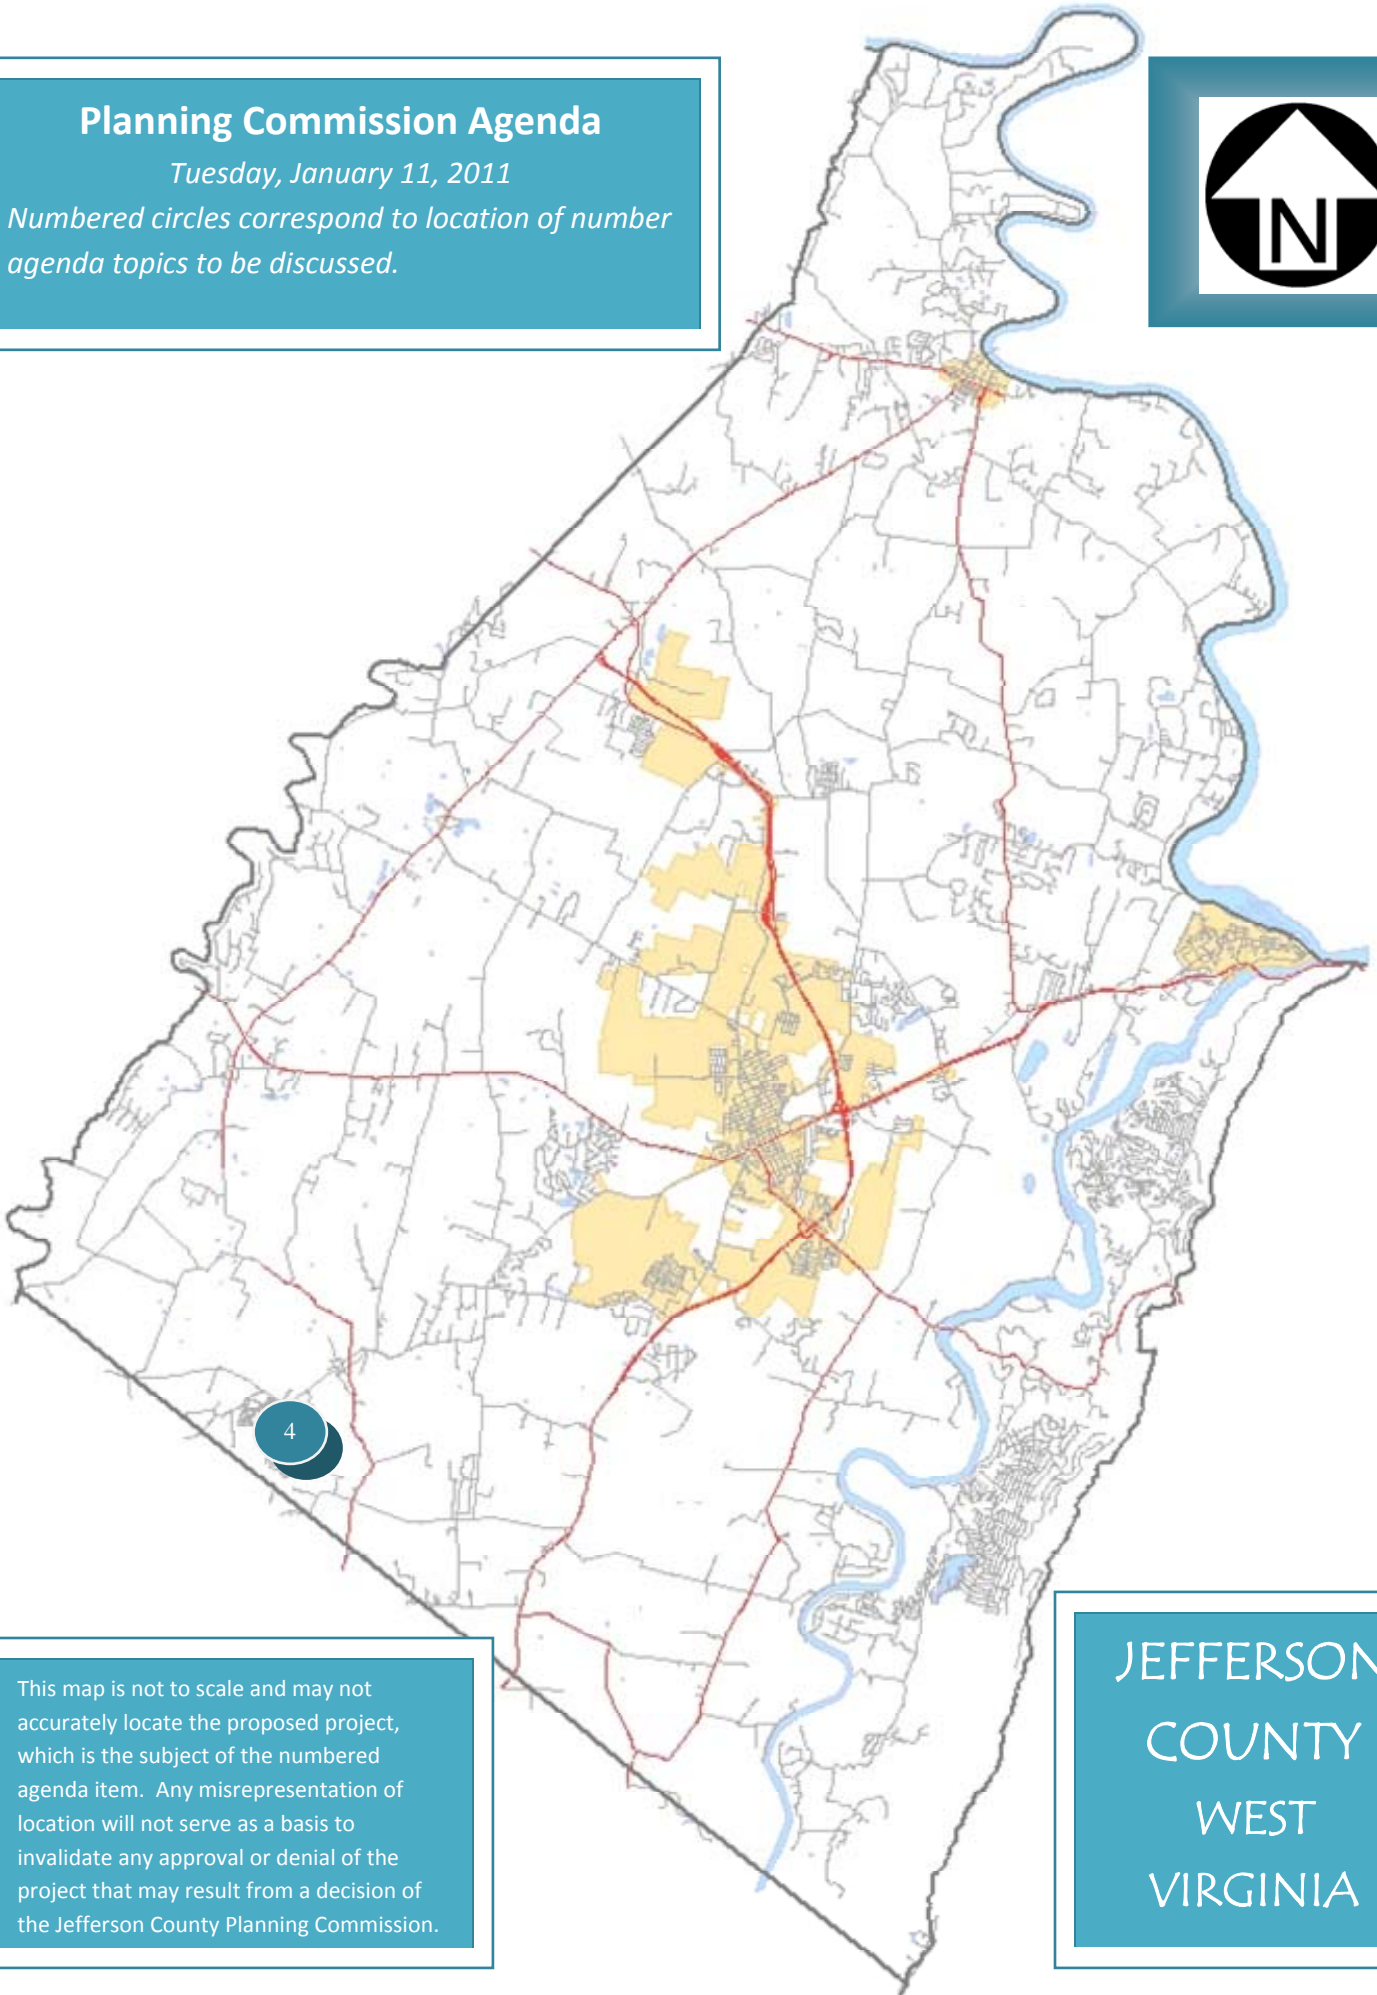 Planning Commission Agenda
Tuesday, January 11, 2011
Numbered circles correspond to location of number
agenda topics to be discussed.
N
4
This map is not to scale and may not
accurately locate the proposed project,
which is the subject of the numbered
agenda item.  Any misrepresentation of
location will not serve as a basis to
invalidate any approval or denial of the
project that may result from a decision of
the Jefferson County Planning Commission.
JEFFERSON
COUNTY
WEST
VIRGINIA